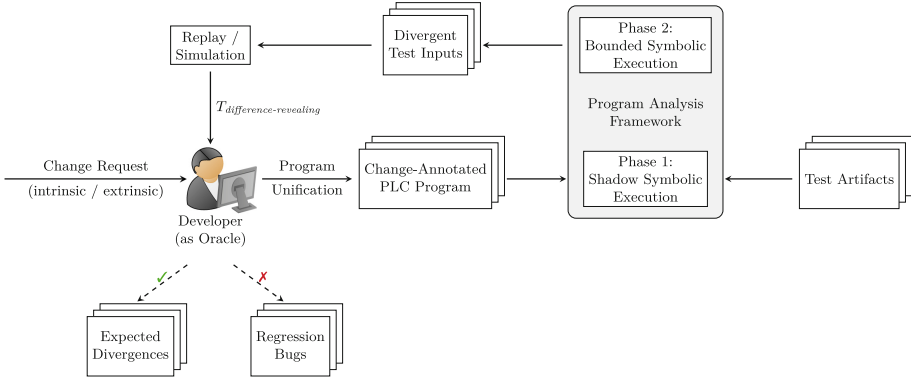 Replay /
Simulation
Divergent
Test Inputs
Phase 2:
Bounded Symbolic
Execution
T_difference-revealing
Program Analysis
Framework
Change Request
(intrinsic / extrinsic)
Developer
(as Oracle)
Program
Unification
Change-Annotated
PLC Program
Phase 1:
Shadow Symbolic
Execution
Test Artifacts
✓
✗
Expected
Divergences
Regression
Bugs